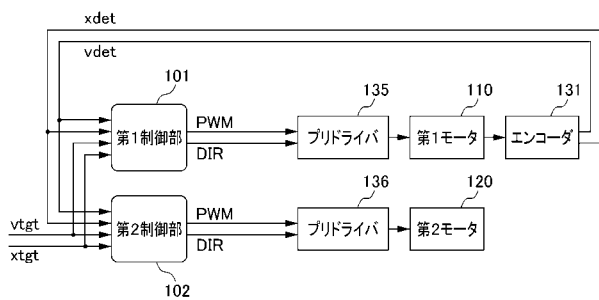 xdet
vdet
101
135
110
131
第1制御部
PWM
DIR
プリドライバ
第1モータ
エンコーダ
136
120
vtgt
xtgt
第2制御部
PWM
DIR
プリドライバ
第2モータ
102